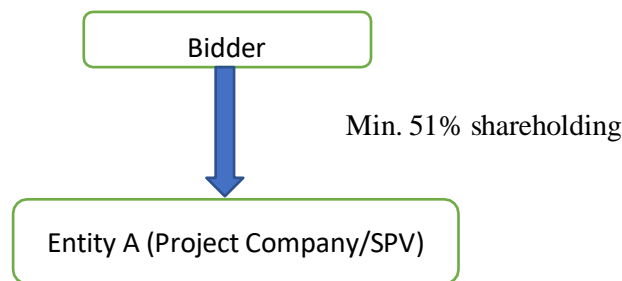 Bidder
Min. 51% shareholding
Entity A (Project Company/SPV)